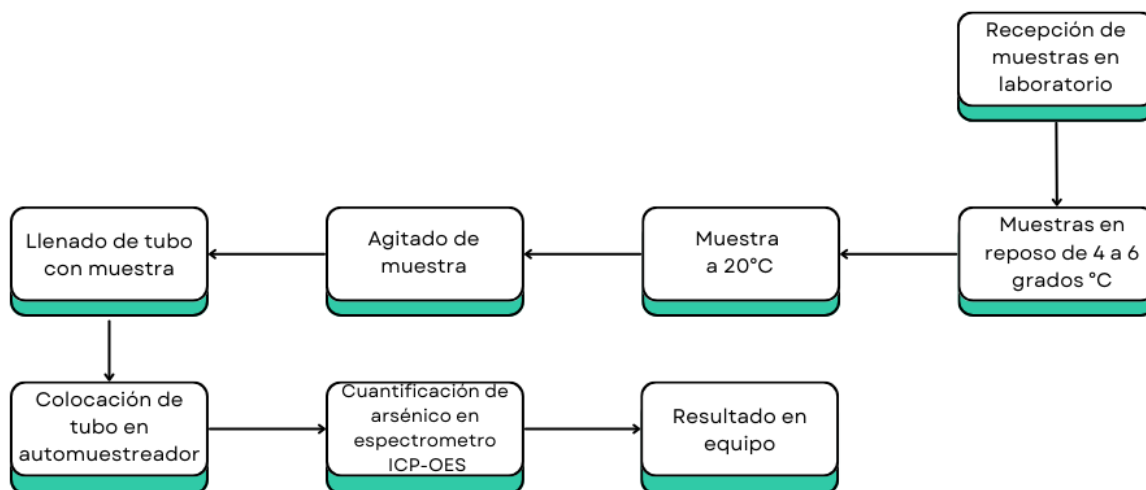 Recepción de
muestras en
laboratorio
Muestras en
reposo de 4 a 6
grados °C
Muestra
a 20°C
Agitado de
muestra
Llenado de tubo
con muestra
Colocación de
tubo en
automuestreador
Cuantificación de
arsénico en
espectrometro
ICP-OES
Resultado en
equipo